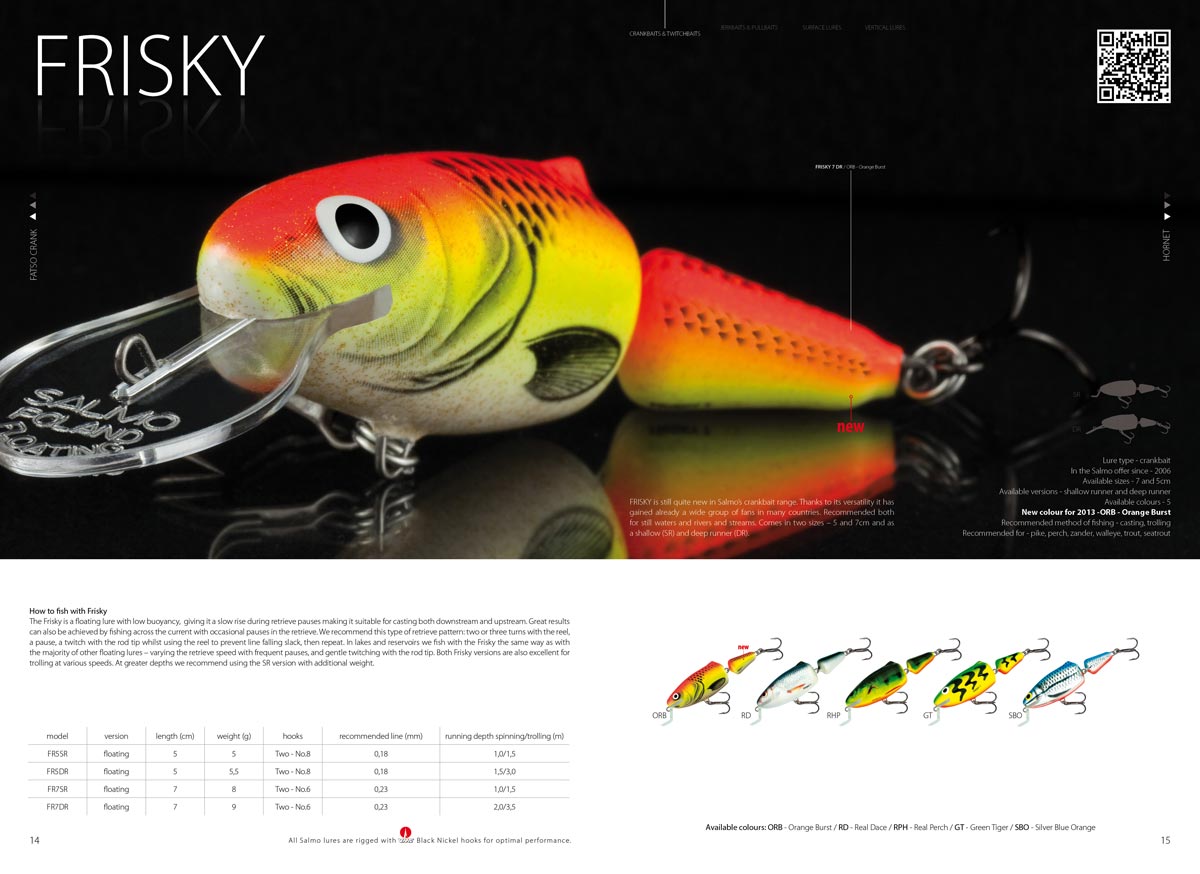 FRISKY
CRANKBAITS & TWITCHBAITS
JERKBAITS & PULLBAITS
SURFACE LURES
VERTICAL LURES
FRISKY 7 DR / ORB - Orange Burst
FATSO CRANK
HORNET
SALMO
POLAND
FLOATING
new
SR
DR
FRISKY is still quite new in Salmo's crankbait range. Thanks to its versatility it has
gained already a wide group of fans in many countries. Recommended both
for still waters and rivers and streams. Comes in two sizes – 5 and 7cm and as
a shallow (SR) and deep runner (DR).
Lure type - crankbait
In the Salmo offer since - 2006
Available sizes - 7 and 5cm
Available versions - shallow runner and deep runner
Available colours - 5
New colour for 2013 -ORB - Orange Burst
Recommended method of fishing - casting, trolling
Recommended for - pike, perch, zander, walleye, trout, seatrout
How to fish with Frisky
The Frisky is a floating lure with low buoyancy, giving it a slow rise during retrieve pauses making it suitable for casting both downstream and upstream. Great results
can also be achieved by fishing across the current with occasional pauses in the retrieve. We recommend this type of retrieve pattern: two or three turns with the reel,
a pause, a twitch with the rod tip whilst using the reel to prevent line falling slack, then repeat. In lakes and reservoirs we fish with the Frisky the same way as with
the majority of other floating lures – varying the retrieve speed with frequent pauses, and gentle twitching with the rod tip. Both Frisky versions are also excellent for
trolling at various speeds. At greater depths we recommend using the SR version with additional weight.
model version length (cm) weight (g) hooks recommended line (mm) running depth spinning/trolling (m)
FR5SR floating 5 5 Two - No.8 0,18 1,0/1,5
FR5DR floating 5 5,5 Two - No.8 0,18 1,5/3,0
FR7SR floating 7 8 Two - No.6 0,23 1,0/1,5
FR7DR floating 7 9 Two - No.6 0,23 2,0/3,5
new
ORB RD RHP GT SBO
Available colours: ORB - Orange Burst / RD - Real Dace / RPH - Real Perch / GT - Green Tiger / SBO - Silver Blue Orange
14
All Salmo lures are rigged with Black Nickel hooks for optimal performance.
15